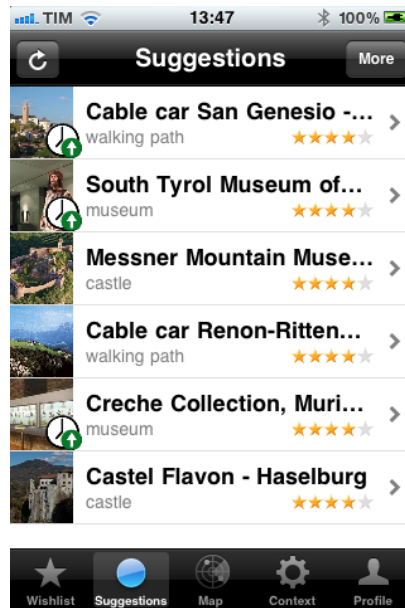 TIM 13:47 100%
Suggestions More
Cable car San Genesio -...
walking path
South Tyrol Museum of...
museum
Messner Mountain Muse...
castle
Cable car Renon-Ritten...
walking path
Creche Collection, Muri...
museum
Castel Flavon - Haselburg
castle
Wishlist Suggestions Map Context Profile